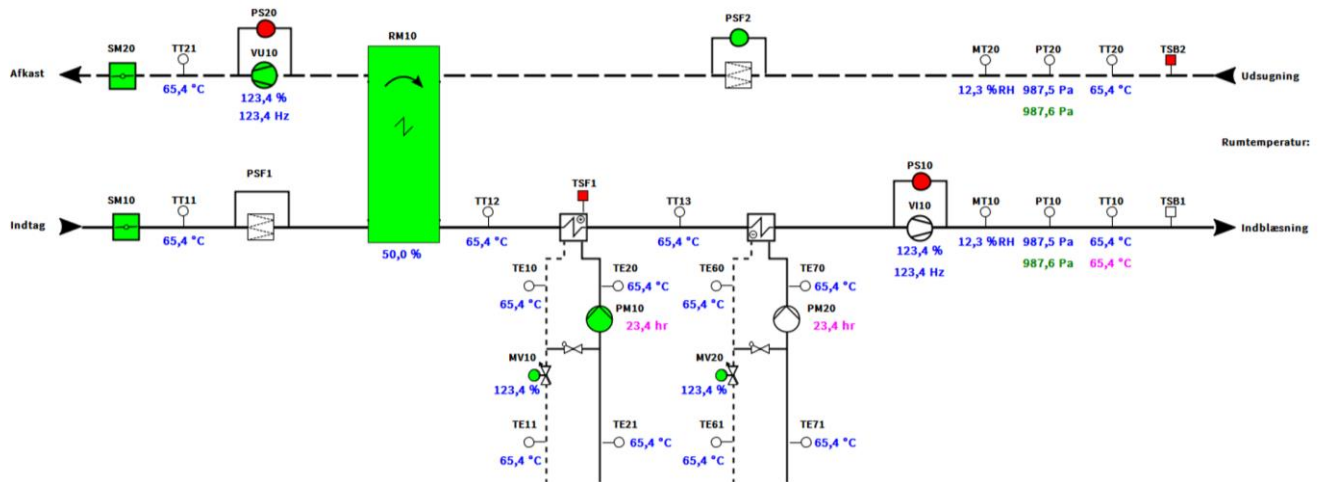 PS20
PSF2
SM20
TT21
VU10
RM10
MT20
PT20
TT20
TSB2
Afkast
Udsugning
65,4 °C
123,4 %
12,3 %RH
987,5 Pa
65,4 °C
123,4 Hz
987,6 Pa
Rumtemperatur:
PSF1
PS10
SM10
TT11
TT12
TSF1
TT13
VI10
MT10
PT10
TT10
TSB1
Indtag
Indblæsning
65,4 °C
50,0 %
65,4 °C
65,4 °C
123,4 %
12,3 %RH
987,5 Pa
65,4 °C
123,4 Hz
987,6 Pa
65,4 °C
TE10
TE20
TE60
TE70
65,4 °C
65,4 °C
65,4 °C
65,4 °C
PM10
PM20
23,4 hr
23,4 hr
MV10
MV20
123,4 %
123,4 %
TE11
TE21
TE61
TE71
65,4 °C
65,4 °C
65,4 °C
65,4 °C